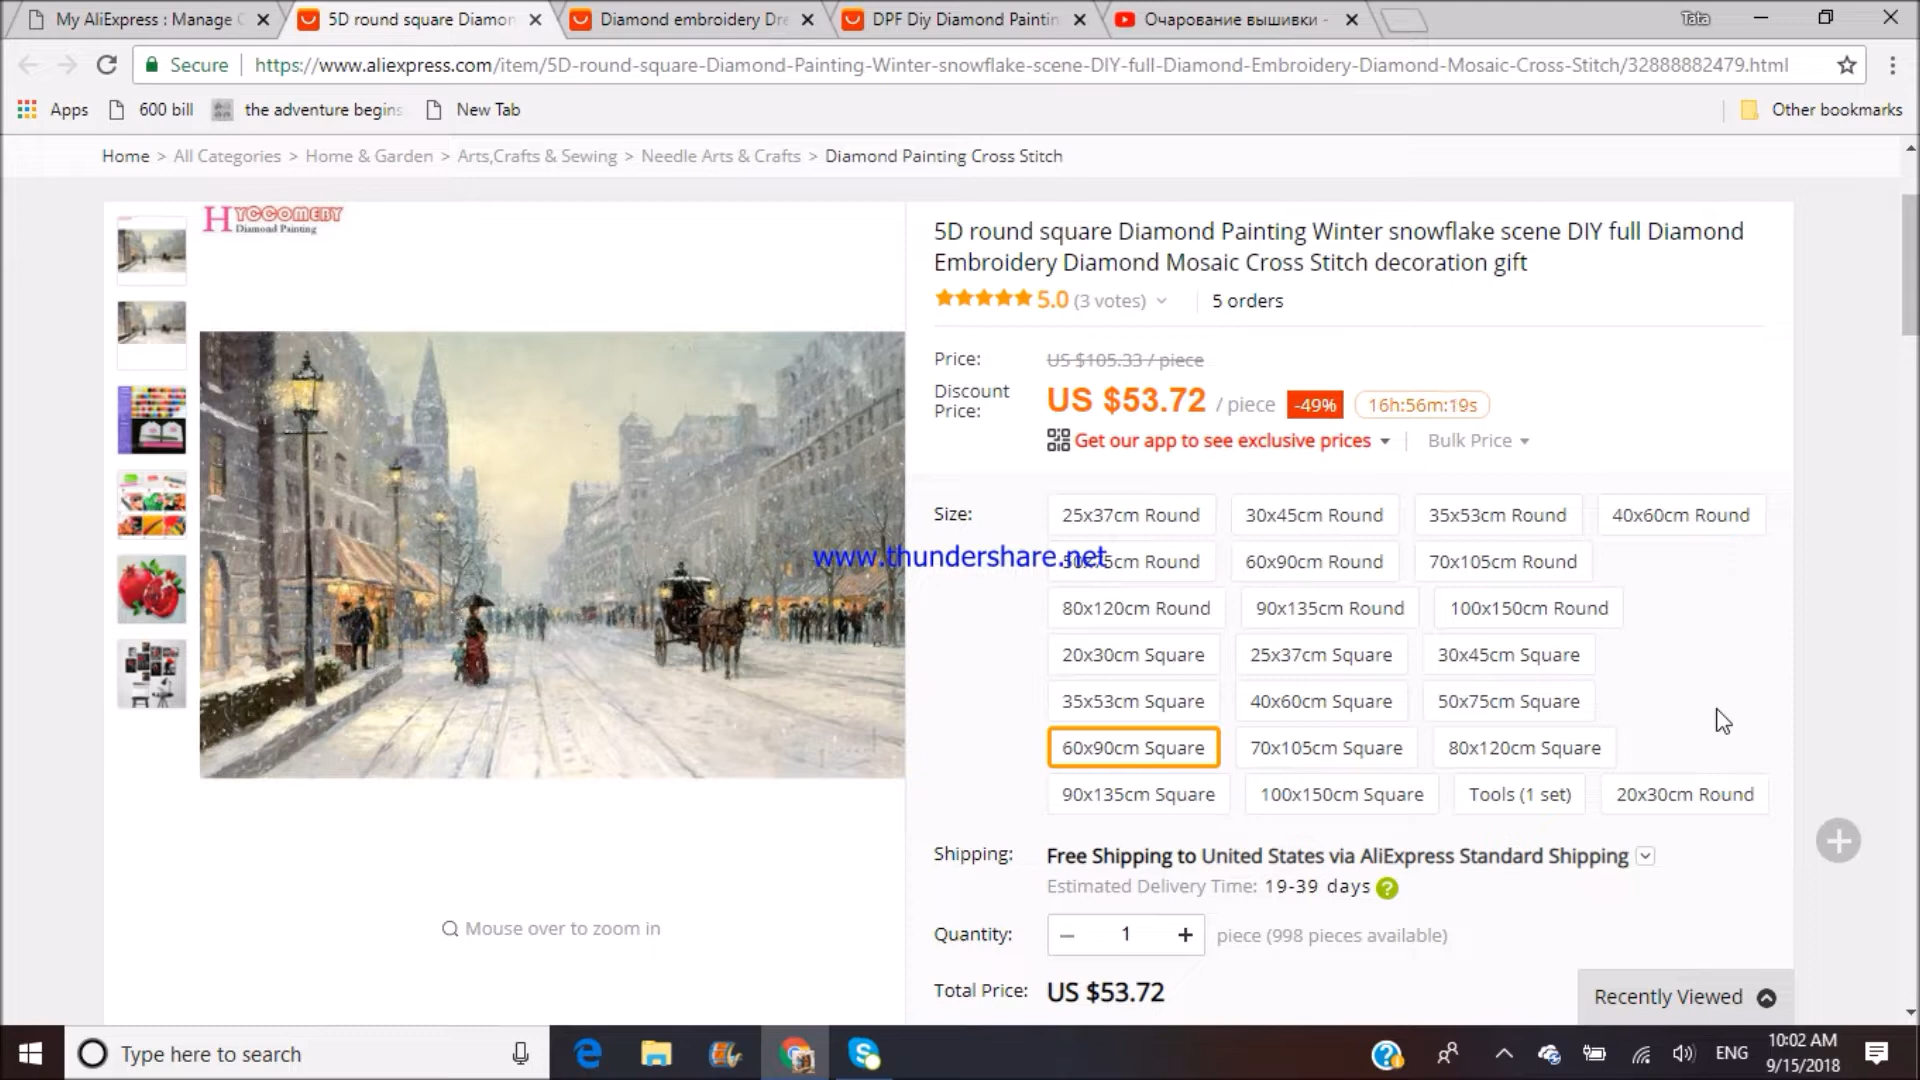 My AliExpress : Manage
5D round square Diamon
Diamond embroidery Dre
DPF Diy Diamond Paintin
Очарование вышивки -
Tata
Secure
https://www.aliexpress.com/item/5D-round-square-Diamond-Painting-Winter-snowflake-scene-DIY-full-Diamond-Embroidery-Diamond-Mosaic-Cross-Stitch/32888882479.html
Apps
600 bill
the adventure begins
New Tab
Other bookmarks
Home > All Categories > Home & Garden > Arts,Crafts & Sewing > Needle Arts & Crafts > Diamond Painting Cross Stitch
HYCCOMEBY
Diamond Painting
5D round square Diamond Painting Winter snowflake scene DIY full Diamond
Embroidery Diamond Mosaic Cross Stitch decoration gift
5.0 (3 votes) 5 orders
Price: US $105.33 / piece
Discount Price: US $53.72 / piece -49% 16h:56m:19s
Get our app to see exclusive prices Bulk Price
Size: 25x37cm Round 30x45cm Round 35x53cm Round 40x60cm Round
www.thundershare.net
50x75cm Round 60x90cm Round 70x105cm Round
80x120cm Round 90x135cm Round 100x150cm Round
20x30cm Square 25x37cm Square 30x45cm Square
35x53cm Square 40x60cm Square 50x75cm Square
60x90cm Square 70x105cm Square 80x120cm Square
90x135cm Square 100x150cm Square Tools (1 set) 20x30cm Round
Shipping: Free Shipping to United States via AliExpress Standard Shipping
Estimated Delivery Time: 19-39 days ?
Mouse over to zoom in
Quantity: − 1 + piece (998 pieces available)
Total Price: US $53.72
Recently Viewed
Type here to search
ENG
10:02 AM
9/15/2018